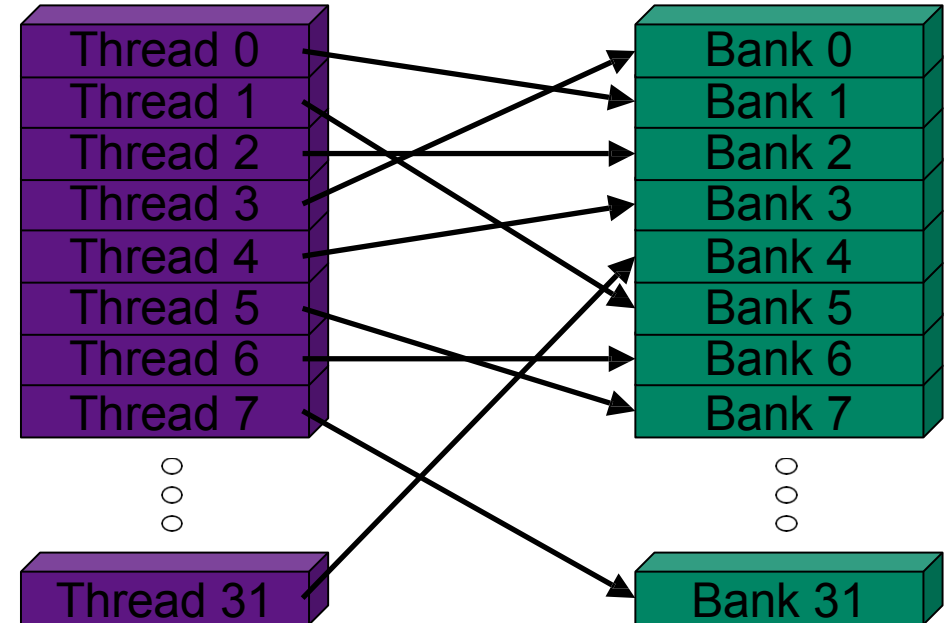 Thread 0
Thread 1
Thread 2
Thread 3
Thread 4
Thread 5
Thread 6
Thread 7
Thread 31
Bank 0
Bank 1
Bank 2
Bank 3
Bank 4
Bank 5
Bank 6
Bank 7
Bank 31